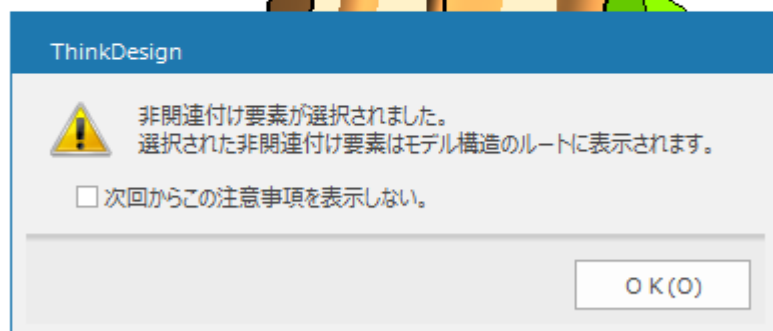 ThinkDesign
非関連付け要素が選択されました。
選択された非関連付け要素はモデル構造のルートに表示されます。
次回からこの注意事項を表示しない。
O K(O)